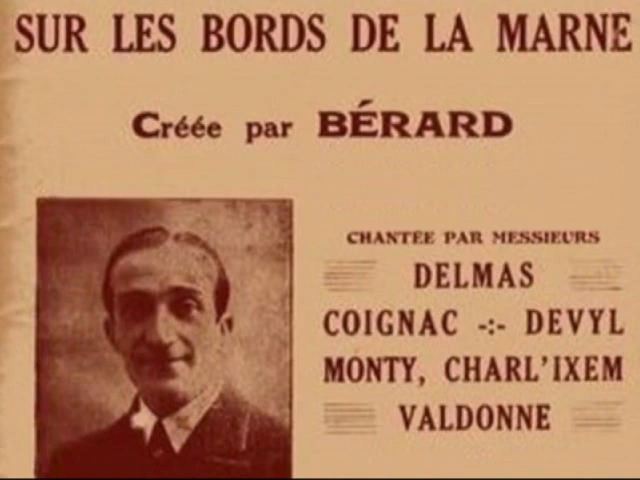 SUR LES BORDS DE LA MARNE
Créée par BÉRARD
CHANTÉE PAR MESSIEURS
DELMAS
COIGNAC -:- DEVYL
MONTY, CHARL'IXEM
VALDONNE